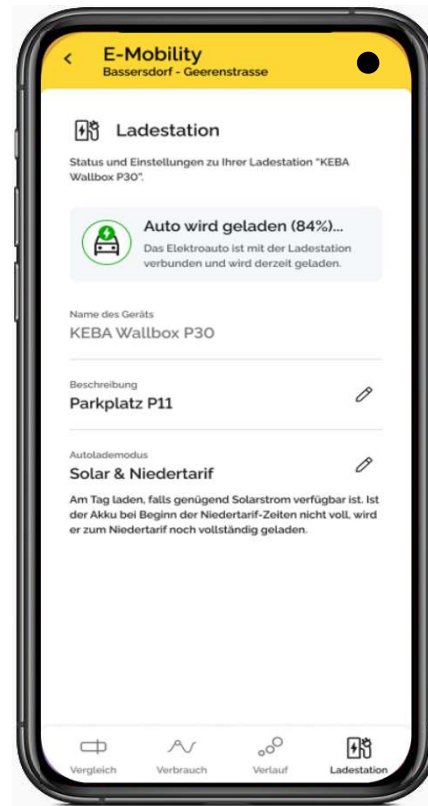 E-Mobility
Bassersdorf - Geerenstrasse
Ladestation
Status und Einstellungen zu Ihrer Ladestation "KEBA
Wallbox P30".
Auto wird geladen (84%)...
Das Elektroauto ist mit der Ladestation
verbunden und wird derzeit geladen.
Name des Geräts
KEBA Wallbox P30
Beschreibung
Parkplatz P11
Autolademodus
Solar & Niedertarif
Am Tag laden, falls genügend Solarstrom verfügbar ist. Ist
der Akku bei Beginn der Niedertarif-Zeiten nicht voll, wird
er zum Niedertarif noch vollständig geladen.
Vergleich Verbrauch Verlauf Ladestation